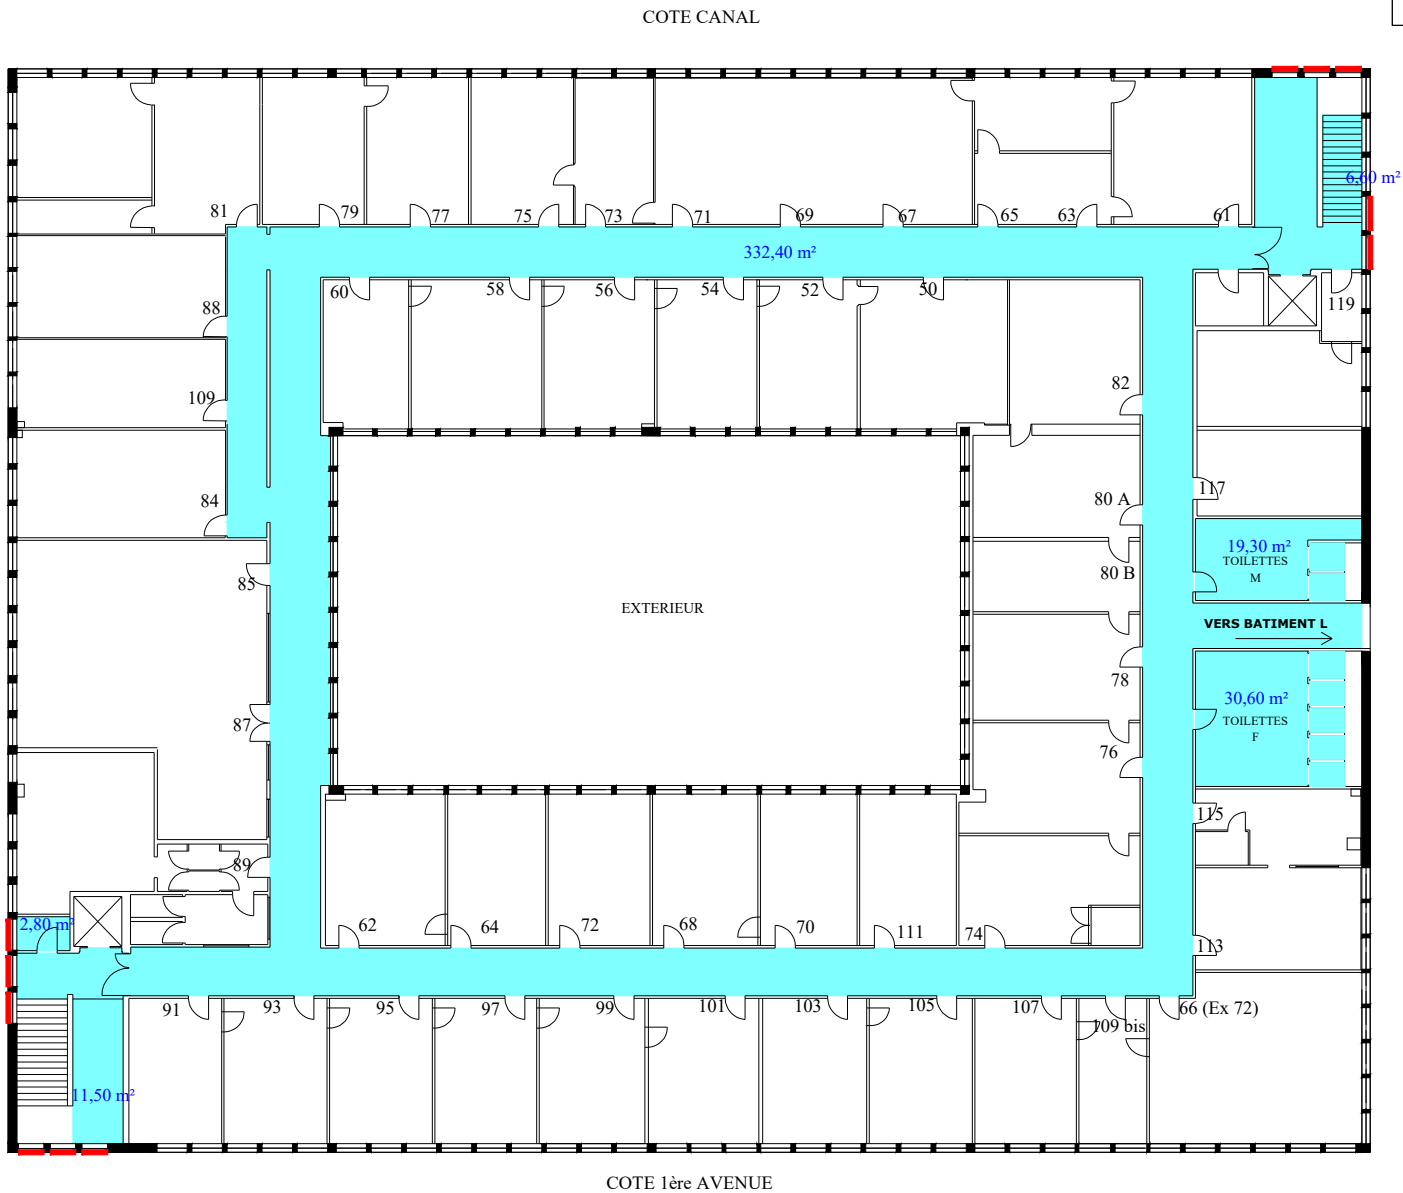 COTE CANAL
6,60 m²
81
79
77
75
73
71
69
67
65
63
61
332,40 m²
60
58
56
54
52
50
119
88
82
109
84
80 A
117
19,30 m²
TOILETTES
M
85
80 B
EXTERIEUR
VERS BATIMENT L
78
30,60 m²
TOILETTES
F
87
76
115
89
2,80 m²
62
64
72
68
70
111
74
113
91
93
95
97
99
101
103
105
107
109 bis
66 (Ex 72)
11,50 m²
COTE 1ère AVENUE